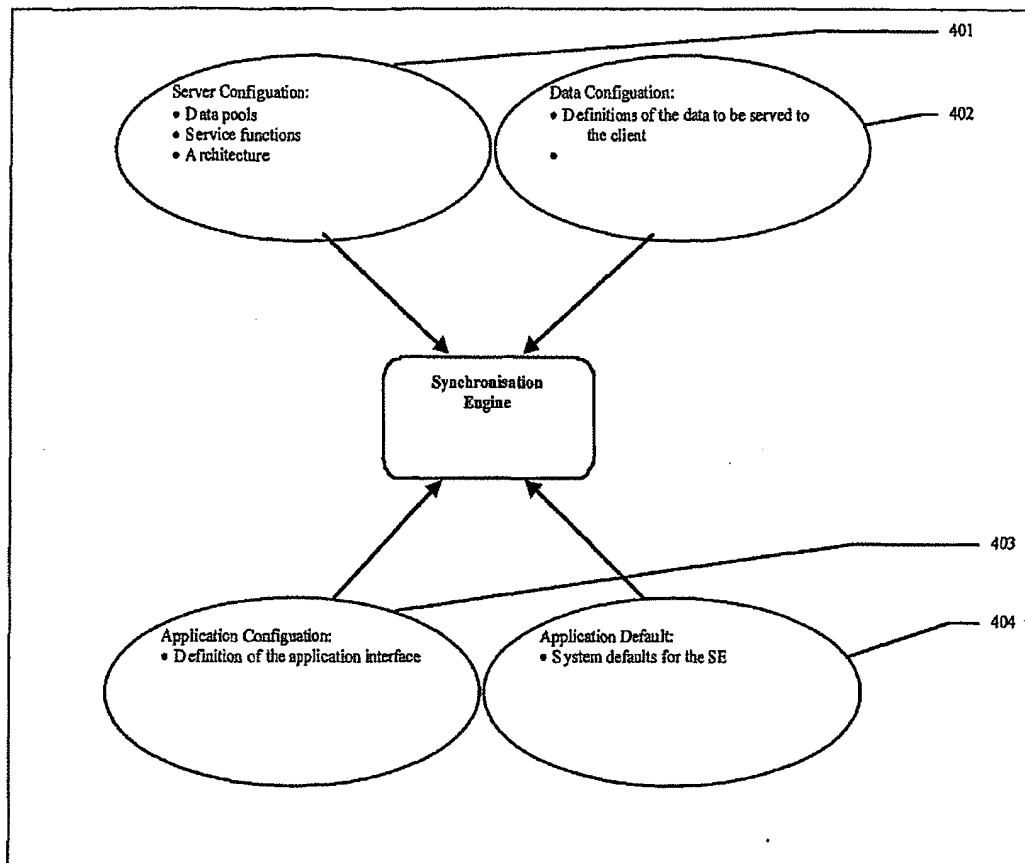 401
Server Configuation:
• Data pools
• Service functions
• Architecture
Data Configuation:
• Definitions of the data to be served to
the client
•
402
Synchronisation
Engine
403
Application Configuation:
• Definition of the application interface
Application Default:
• System defaults for the SE
404